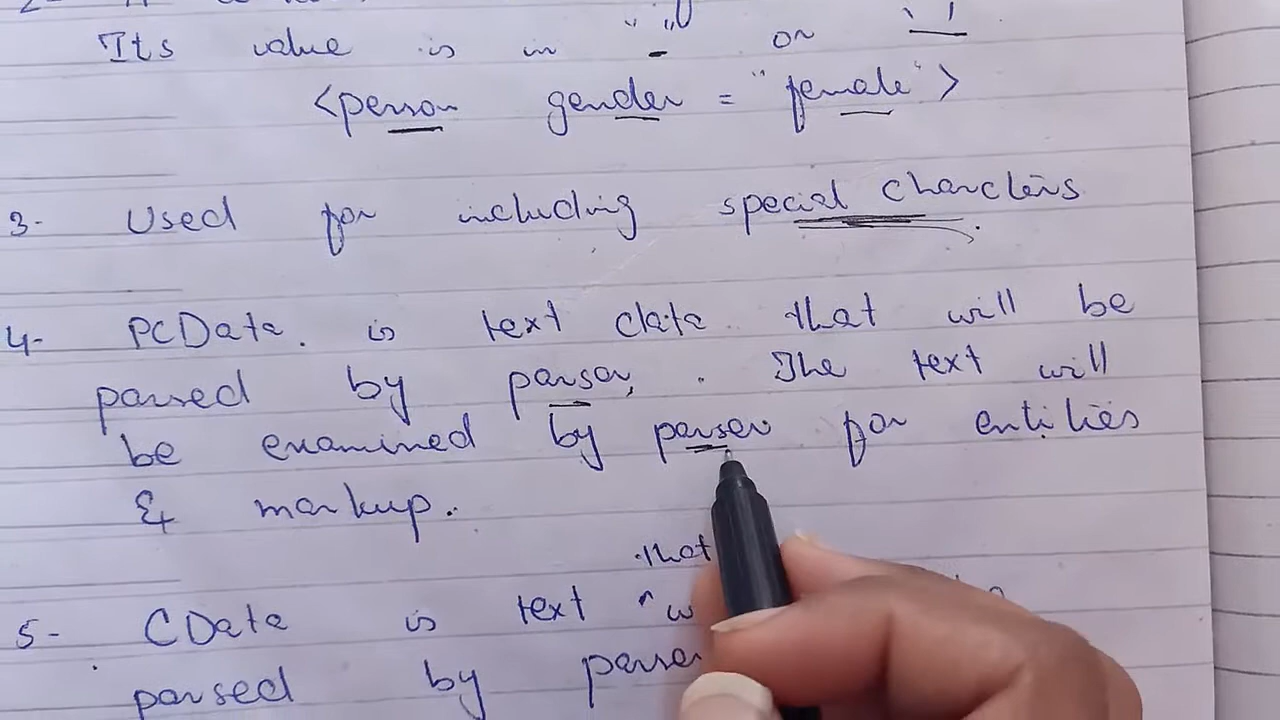 Its value is in " " or ' '
<person gender = "female">
3- Used for including special charcters
4- PCData. is text data that will be
parsed by parser, . The text will
be examined by parser for entities
& markup.
that
5- CData is text
parsed by parser